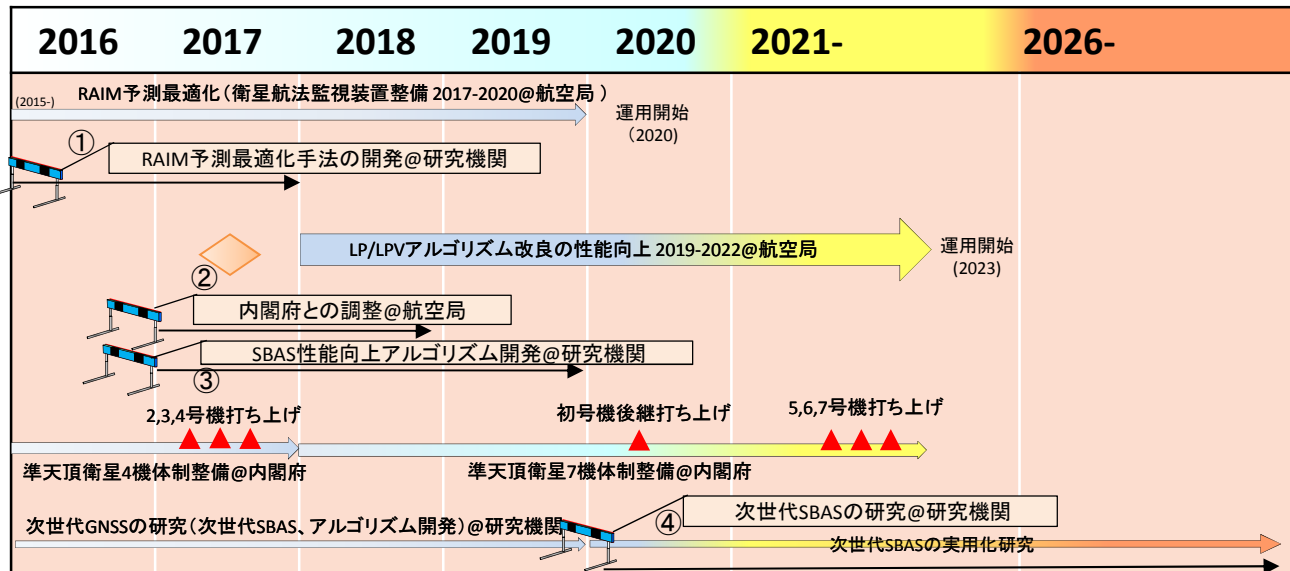 2016 2017 2018 2019 2020 2021- 2026-
(2015-)
RAIM予測最適化(衛星航法監視装置整備 2017-2020@航空局 )
運用開始
(2020)
①
RAIM予測最適化手法の開発@研究機関
LP/LPVアルゴリズム改良の性能向上 2019-2022@航空局
運用開始
(2023)
②
内閣府との調整@航空局
SBAS性能向上アルゴリズム開発@研究機関
③
2,3,4号機打ち上げ
初号機後継打ち上げ
5,6,7号機打ち上げ
準天頂衛星4機体制整備@内閣府
準天頂衛星7機体制整備@内閣府
次世代GNSSの研究(次世代SBAS、アルゴリズム開発)@研究機関
④
次世代SBASの研究@研究機関
次世代SBASの実用化研究